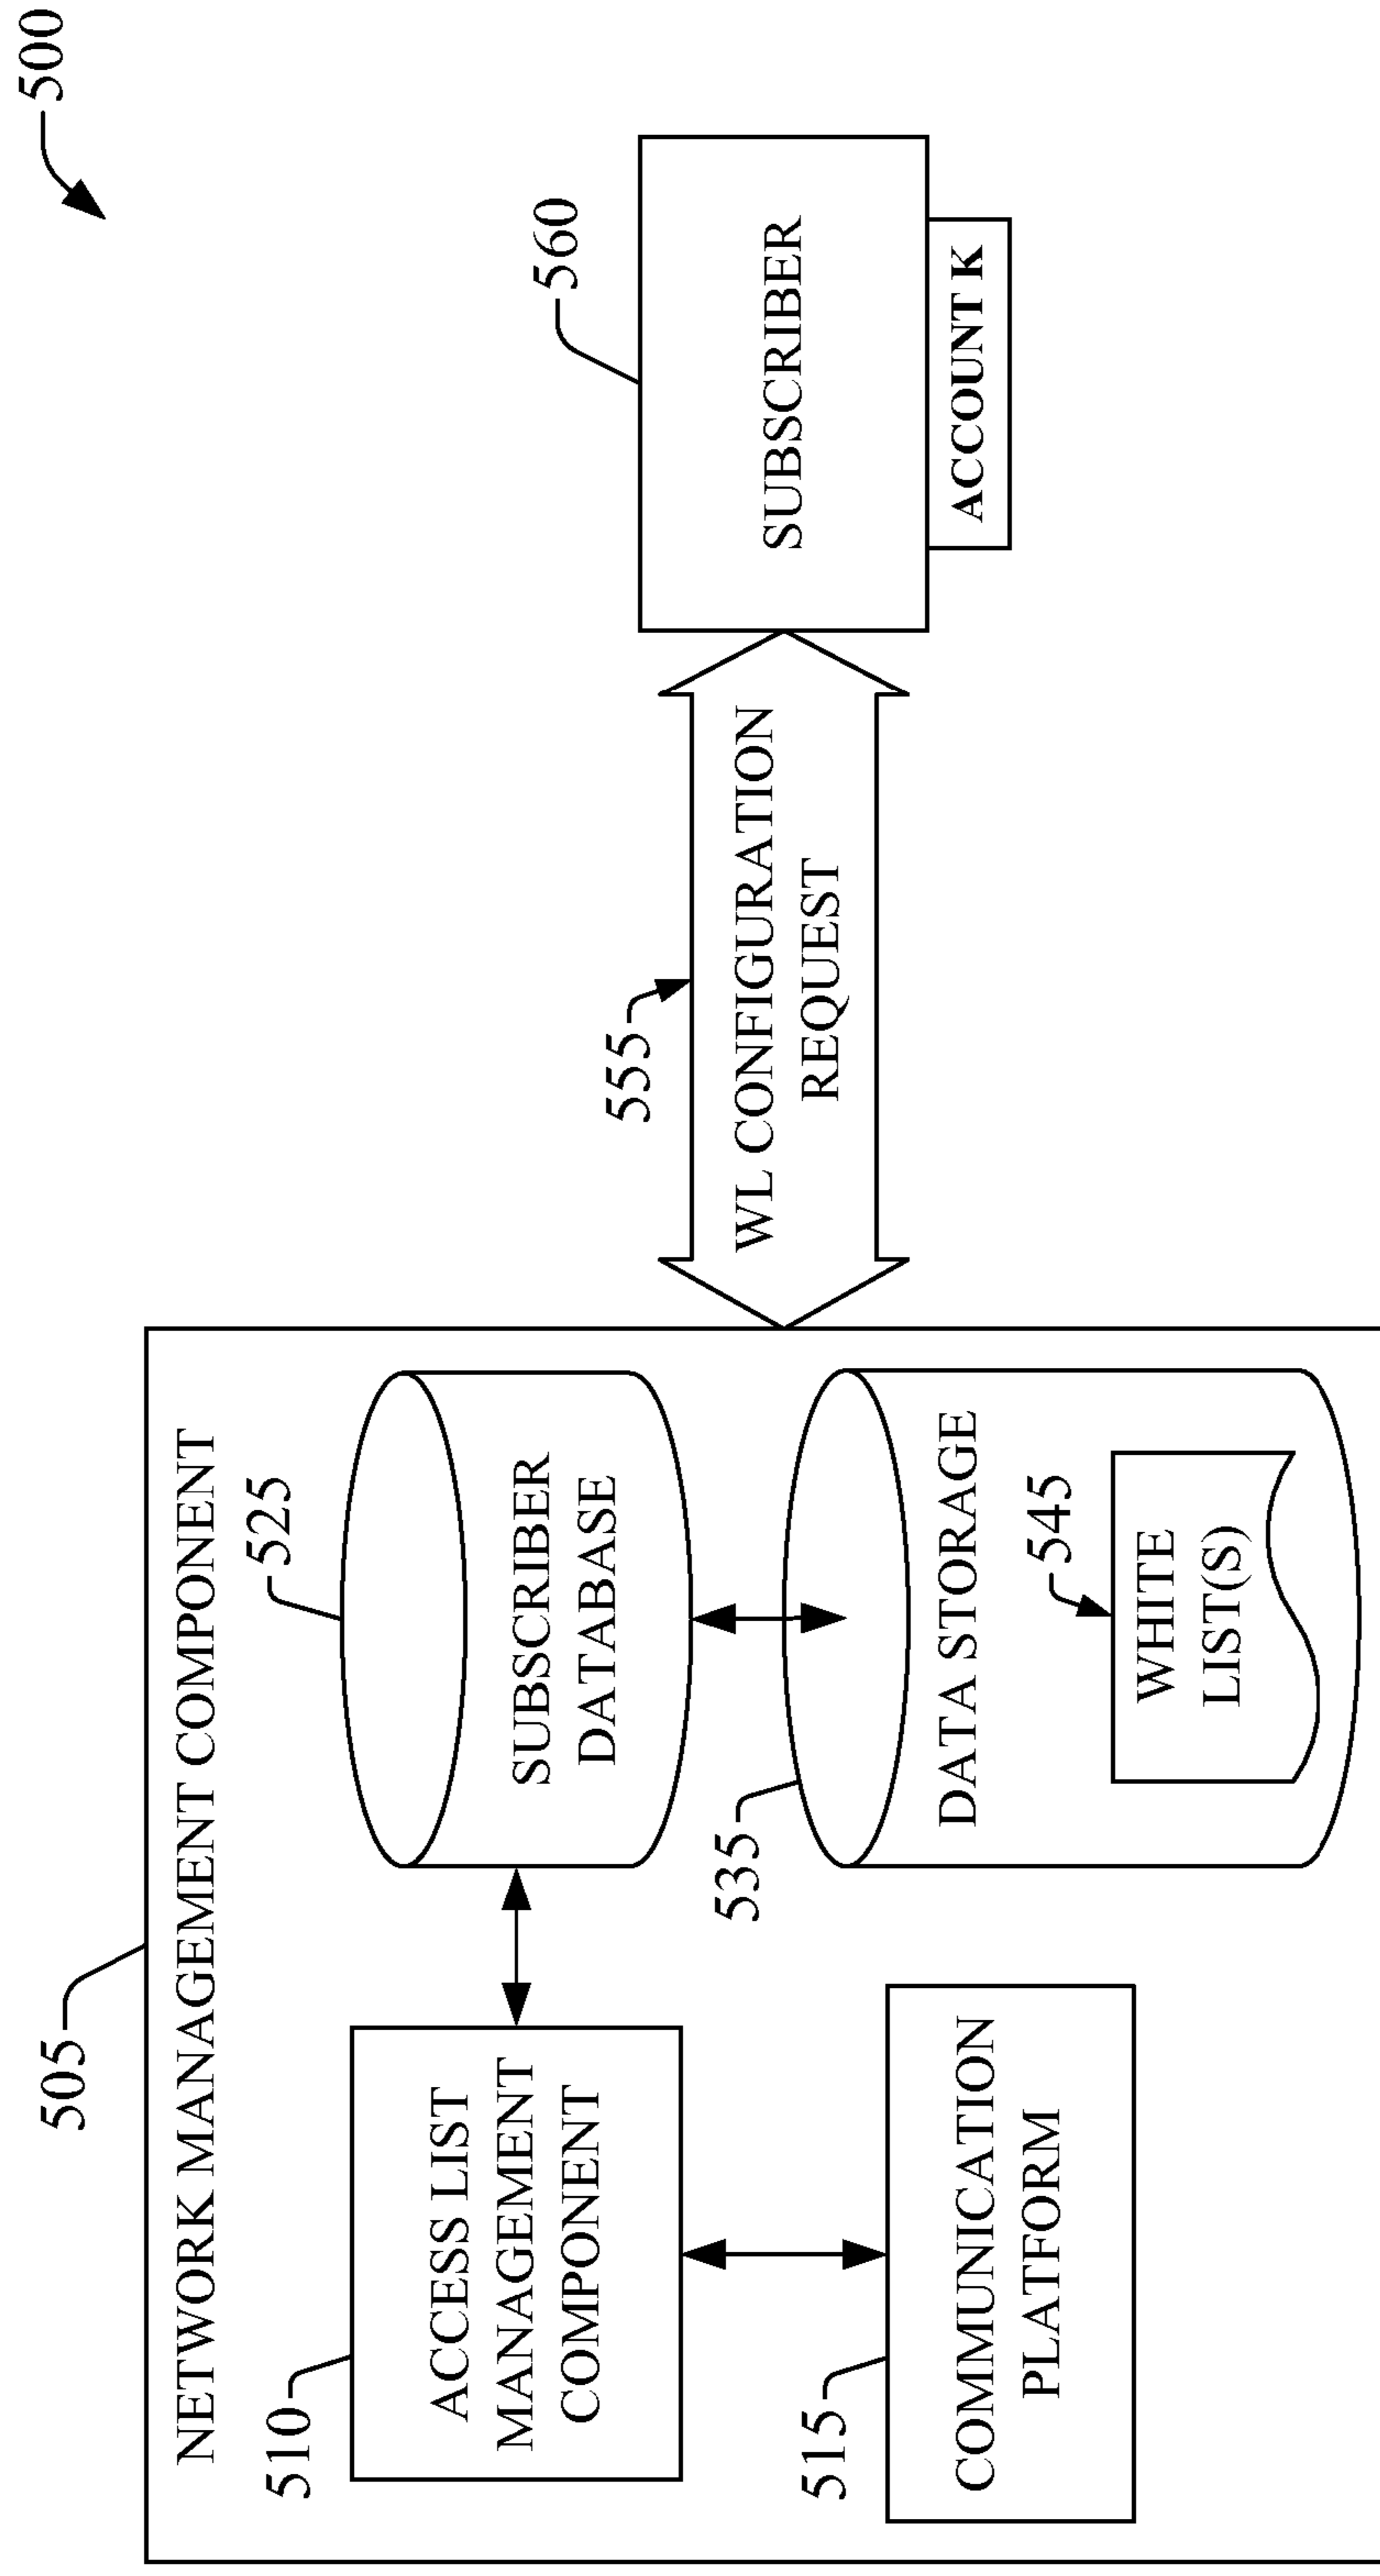 500
505
NETWORK MANAGEMENT COMPONENT
510
ACCESS LIST
MANAGEMENT
COMPONENT
525
SUBSCRIBER
DATABASE
515
COMMUNICATION
PLATFORM
535
DATA STORAGE
545
WHITE
LIST(S)
555
WL CONFIGURATION
REQUEST
560
SUBSCRIBER
ACCOUNT K